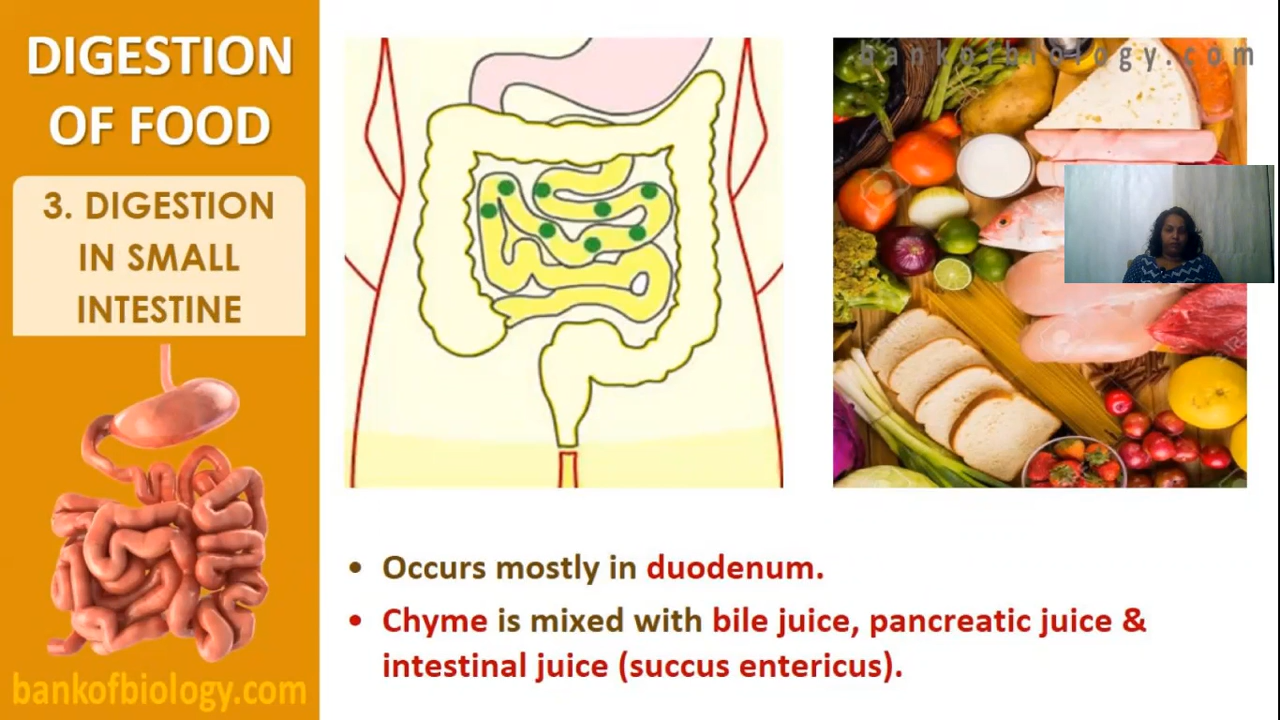 DIGESTION
OF FOOD
3. DIGESTION
IN SMALL
INTESTINE
bankofbiology.com
bankofbiology.com
• Occurs mostly in duodenum.
• Chyme is mixed with bile juice, pancreatic juice &
intestinal juice (succus entericus).